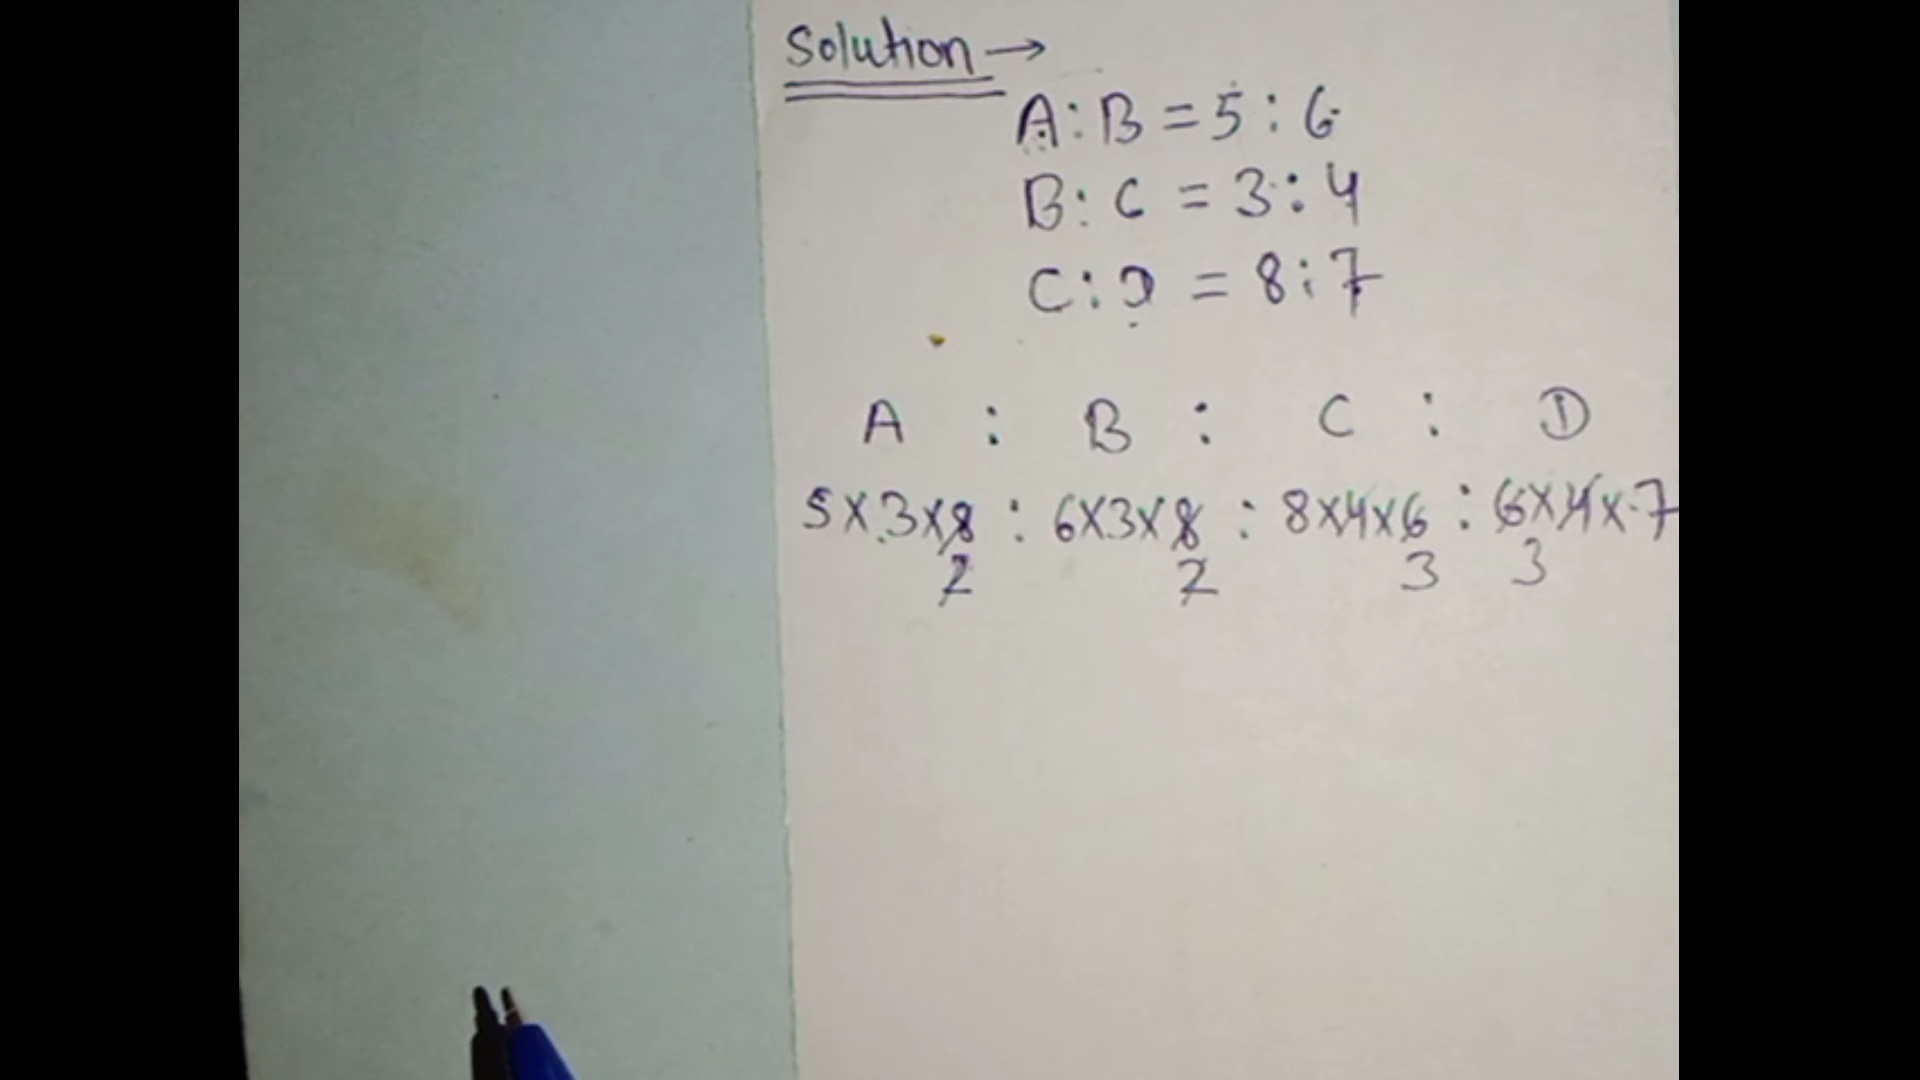 Solution →
A : B = 5 : 6
B : C = 3 : 4
C : D = 8 : 7
A : B : C : D
5 × 3 × 8 : 6 × 3 × 8 : 8 × 4 × 6 : 6 × 4 × 7
2 2 3 3